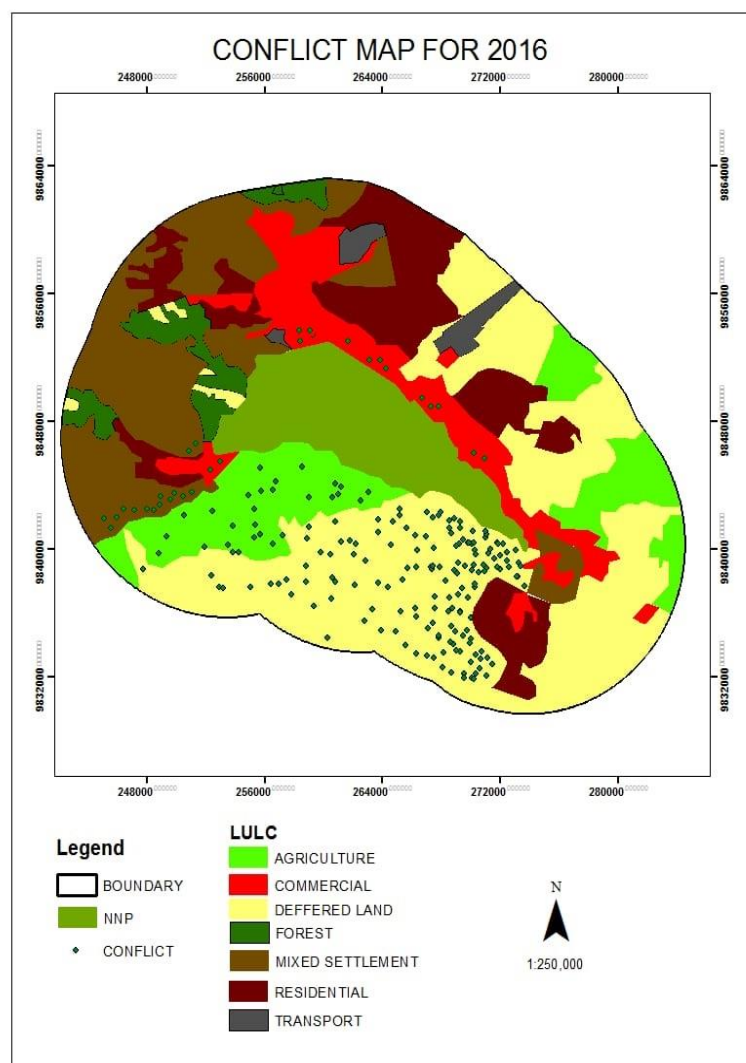 CONFLICT MAP FOR 2016
248000 256000 264000 272000 280000
9864000 9864000
9856000 9856000
9848000 9848000
9840000 9840000
9832000 9832000
248000 256000 264000 272000 280000
Legend
BOUNDARY
NNP
CONFLICT
LULC
AGRICULTURE
COMMERCIAL
DEFFERED LAND
FOREST
MIXED SETTLEMENT
RESIDENTIAL
TRANSPORT
N
1:250,000